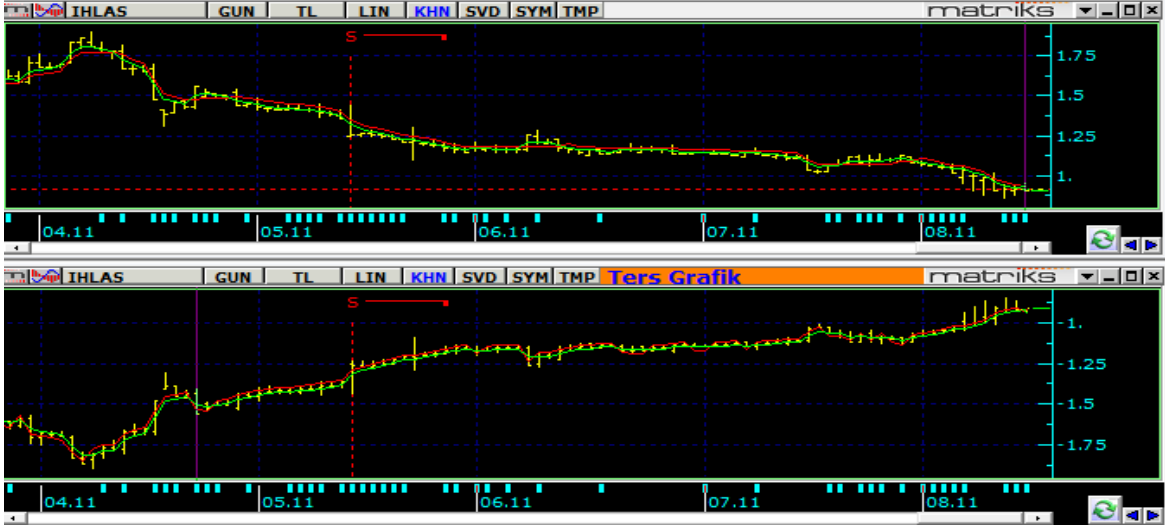 IHLAS GUN TL LIN KHN SVD SYM TMP matriks
S
1.75
1.5
1.25
1.
04.11 05.11 06.11 07.11 08.11
IHLAS GUN TL LIN KHN SVD SYM TMP Ters Grafik matriks
S
-1.
-1.25
-1.5
-1.75
04.11 05.11 06.11 07.11 08.11